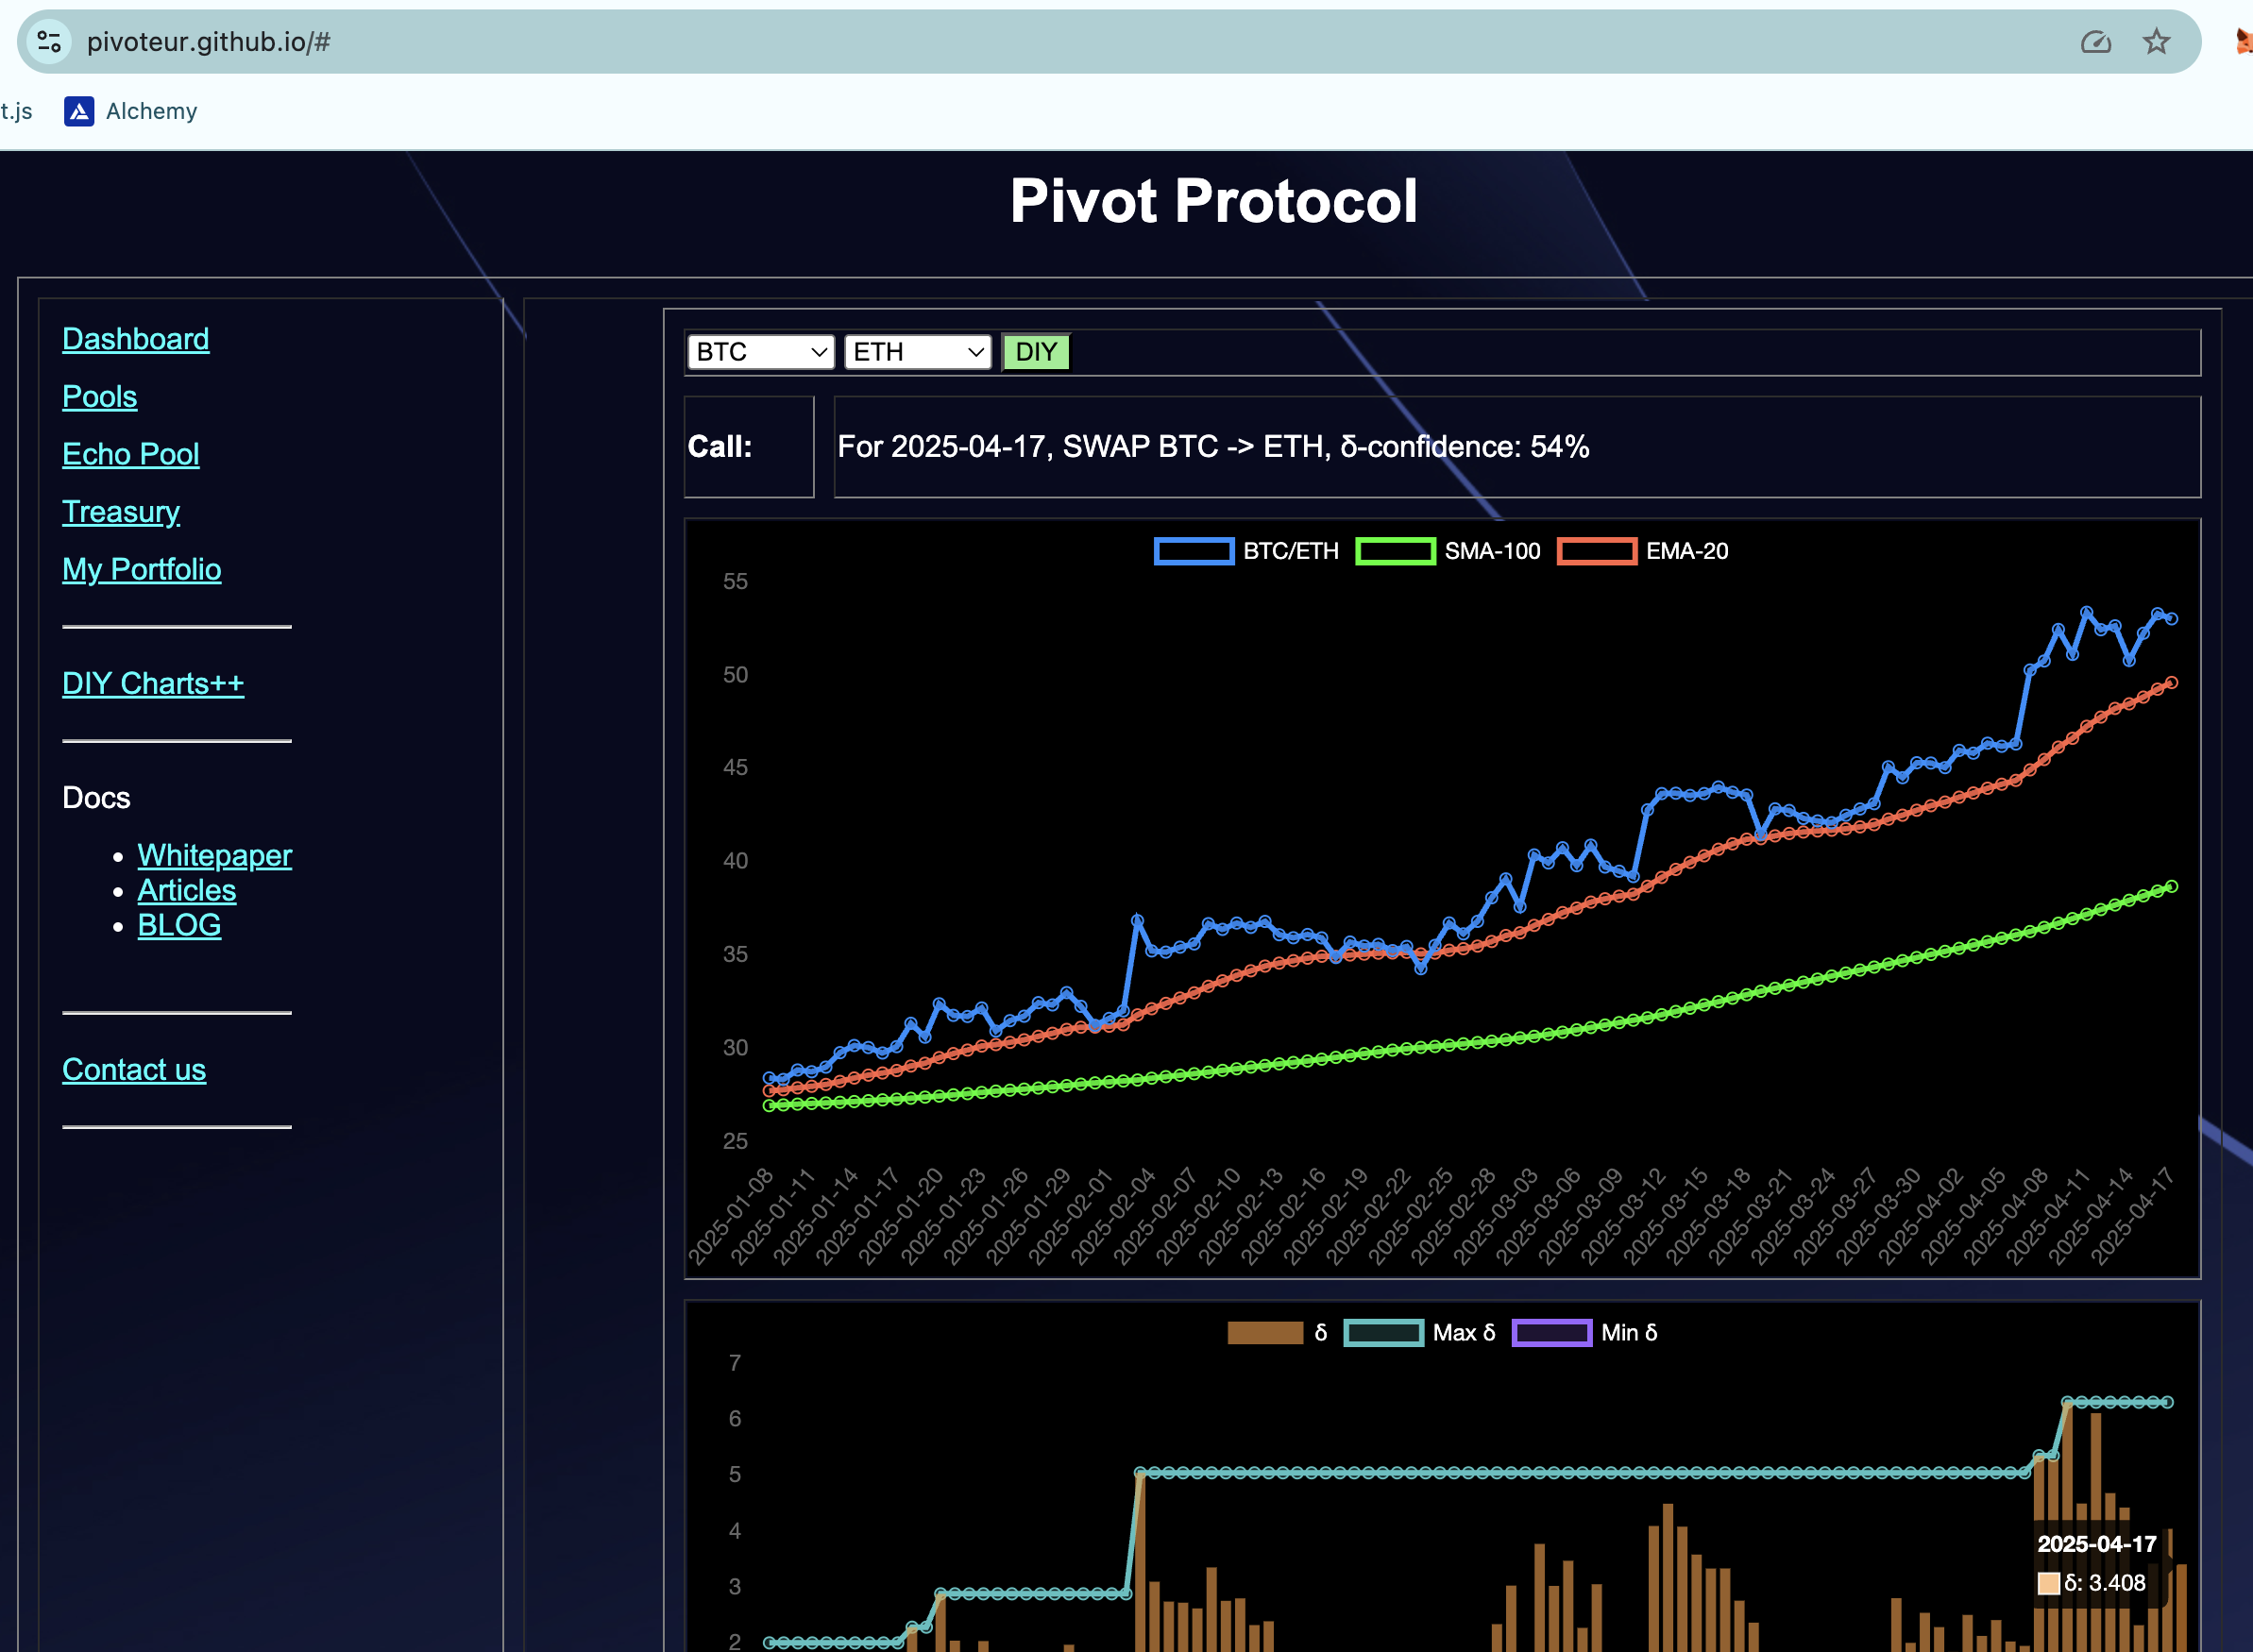 pivoteur.github.io/#
t.js
Alchemy
Pivot Protocol
Dashboard
Pools
Echo Pool
Treasury
My Portfolio
DIY Charts++
Docs
Whitepaper
Articles
BLOG
Contact us
BTC ETH DIY
Call: For 2025-04-17, SWAP BTC -> ETH, δ-confidence: 54%
BTC/ETH SMA-100 EMA-20
55
50
45
40
35
30
25
2025-01-08 2025-01-11 2025-01-14 2025-01-17 2025-01-20 2025-01-23 2025-01-26 2025-01-29 2025-02-01 2025-02-04 2025-02-07 2025-02-10 2025-02-13 2025-02-16 2025-02-19 2025-02-22 2025-02-25 2025-02-28 2025-03-03 2025-03-06 2025-03-09 2025-03-12 2025-03-15 2025-03-18 2025-03-21 2025-03-24 2025-03-27 2025-03-30 2025-04-02 2025-04-05 2025-04-08 2025-04-11 2025-04-14 2025-04-17
δ Max δ Min δ
7
6
5
4
3
2
2025-04-17
δ: 3.408